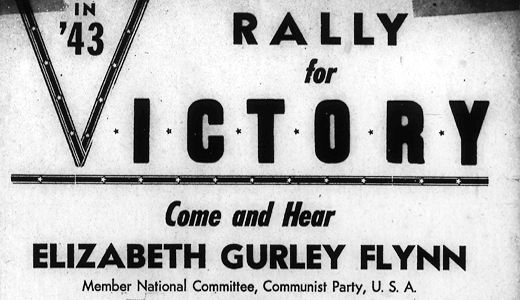 IN
'43
RALLY
for
VICTORY
Come and Hear
ELIZABETH GURLEY FLYNN
Member National Committee, Communist Party, U. S. A.